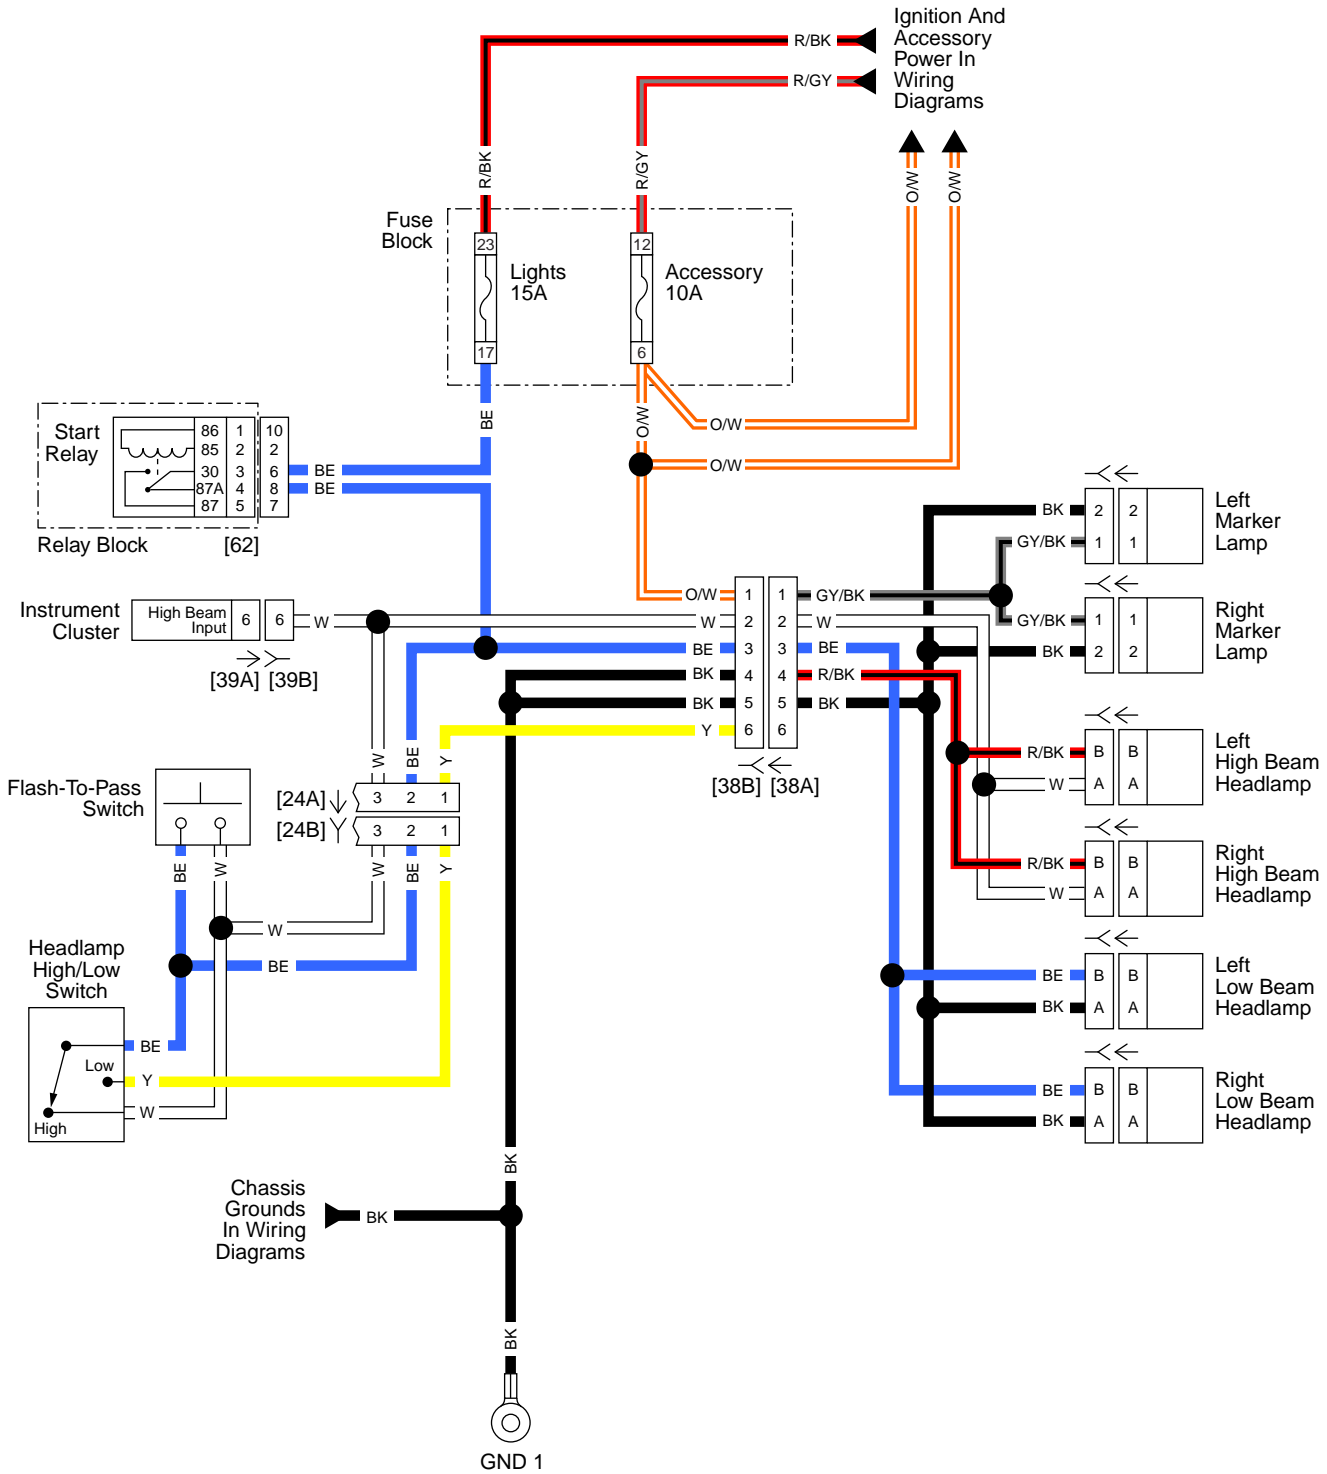 Ignition And
Accessory
Power In
Wiring
Diagrams
R/BK
R/GY
R/BK
R/GY
O/W
O/W
Fuse
Block
23
12
Lights
15A
Accessory
10A
17
6
BE
O/W
O/W
O/W
Start
Relay
86 1 10
85 2 2
30 3 6
87A 4 8
87 5 7
BE
BE
Relay Block [62]
Instrument
Cluster
High Beam
Input
6 6
W
[39A] [39B]
O/W 1 1 GY/BK
W 2 2 W
BE 3 3 BE
BK 4 4 R/BK
BK 5 5 BK
Y 6 6
[38B] [38A]
BK 2 2
GY/BK 1 1
Left
Marker
Lamp
GY/BK 1 1
BK 2 2
Right
Marker
Lamp
R/BK B B
W A A
Left
High Beam
Headlamp
R/BK B B
W A A
Right
High Beam
Headlamp
BE B B
BK A A
Left
Low Beam
Headlamp
BE B B
BK A A
Right
Low Beam
Headlamp
Flash-To-Pass
Switch
W BE Y
[24A] 3 2 1
[24B] 3 2 1
W BE Y
BE W
W
BE
Headlamp
High/Low
Switch
BE
Low
Y
W
High
BK
Chassis
Grounds
In Wiring
Diagrams
BK
BK
GND 1